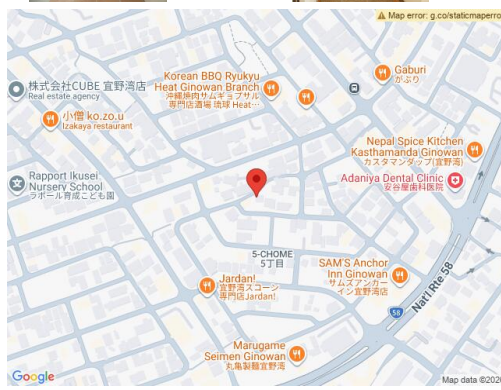 Map error: g.co/staticmaperro
株式会社CUBE 宜野湾店
Real estate agency
小僧 ko.zo.u
Izakaya restaurant
Korean BBQ Ryukyu
Heat Ginowan Branch
沖縄焼肉サムギョプサル
専門店酒場 琉球 Heat…
Gaburi
がぶり
Nepal Spice Kitchen
Kasthamanda Ginowan
カスタマンダップ(宜野湾)
Adaniya Dental Clinic
安谷屋歯科医院
Rapport Ikusei
Nursery School
ラポール育成こども園
5-CHOME
5丁目
Jardan!
宜野湾スコーン
専門店Jardan!
SAM'S Anchor
Inn Ginowan
サムズアンカー
イン宜野湾店
Nat'l Rte 58
58
Marugame
Seimen Ginowan
丸亀製麺宜野湾
Google
Map data ©2026